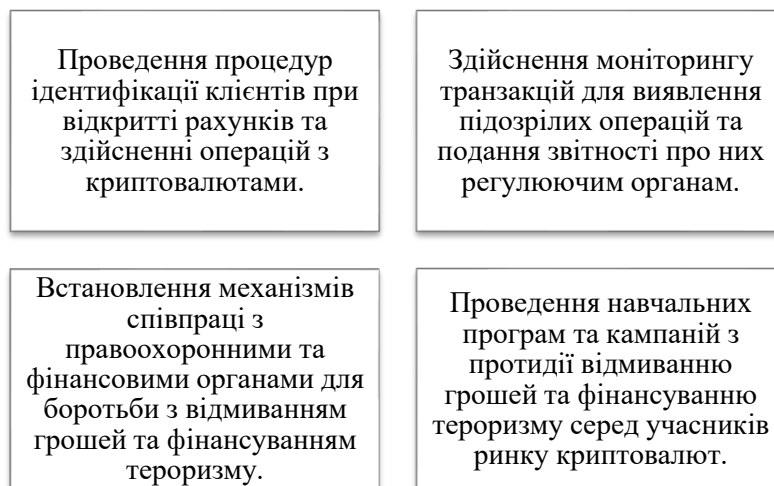 Проведення процедур
ідентифікації клієнтів при
відкритті рахунків та
здійсненні операцій з
криптовалютами.
Здійснення моніторингу
транзакцій для виявлення
підозрілих операцій та
подання звітності про них
регулюючим органам.
Встановлення механізмів
співпраці з
правоохоронними та
фінансовими органами для
боротьби з відмиванням
грошей та фінансуванням
тероризму.
Проведення навчальних
програм та кампаній з
протидії відмиванню
грошей та фінансуванню
тероризму серед учасників
ринку криптовалют.